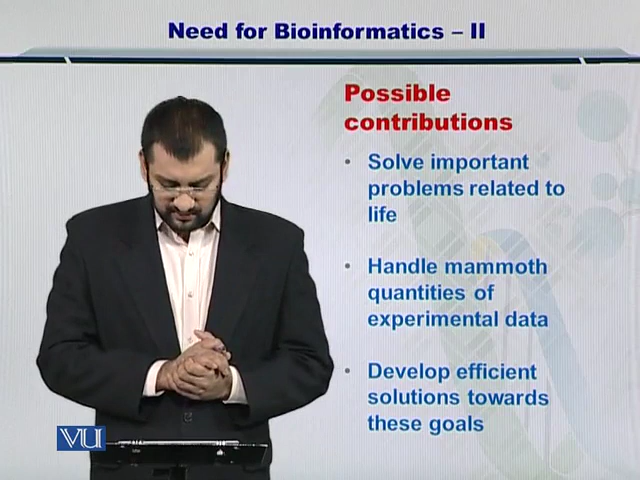 Need for Bioinformatics – II
Possible
contributions
• Solve important
problems related to
life
• Handle mammoth
quantities of
experimental data
• Develop efficient
solutions towards
these goals
VU